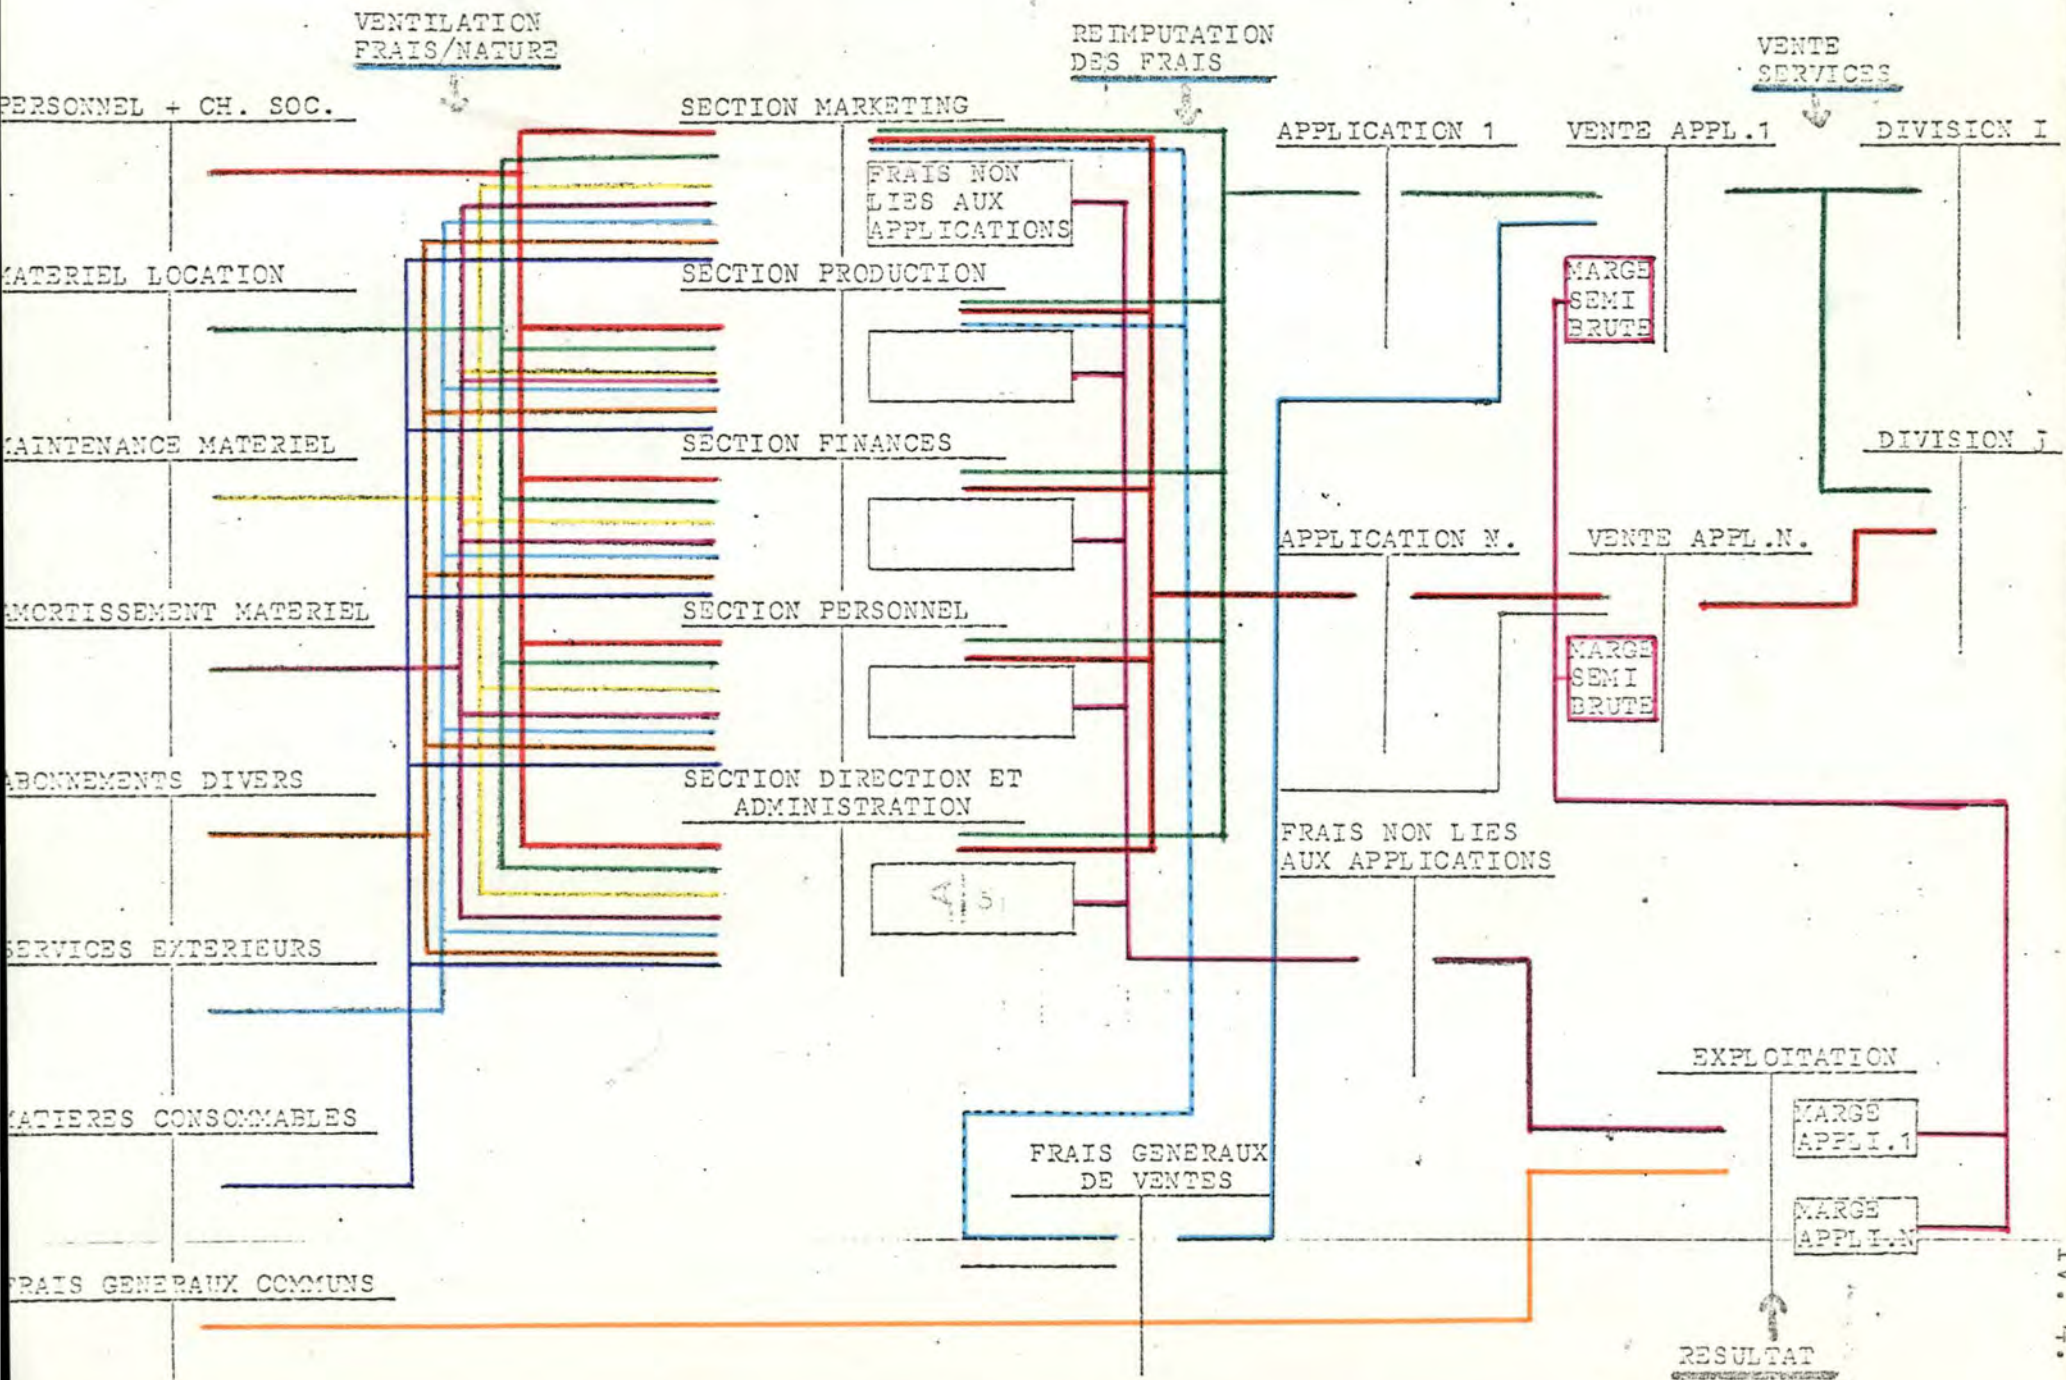 VENTILATION
FRAIS/NATURE
REIMPUTATION
DES FRAIS
VENTE
SERVICES
PERSONNEL + CH. SOC.
MATERIEL LOCATION
MAINTENANCE MATERIEL
AMORTISSEMENT MATERIEL
ABONNEMENTS DIVERS
SERVICES EXTERIEURS
MATIERES CONSOMMABLES
FRAIS GENERAUX COMMUNS
SECTION MARKETING
FRAIS NON
LIES AUX
APPLICATIONS
SECTION PRODUCTION
SECTION FINANCES
SECTION PERSONNEL
SECTION DIRECTION ET
ADMINISTRATION
FRAIS GENERAUX
DE VENTES
APPLICATION 1
APPLICATION N.
FRAIS NON LIES
AUX APPLICATIONS
VENTE APPL.1
MARGE
SEMI
BRUTE
VENTE APPL.N.
MARGE
SEMI
BRUTE
DIVISION I
DIVISION J
EXPLOITATION
MARGE
APPLI.1
MARGE
APPLI.N
RESULTAT